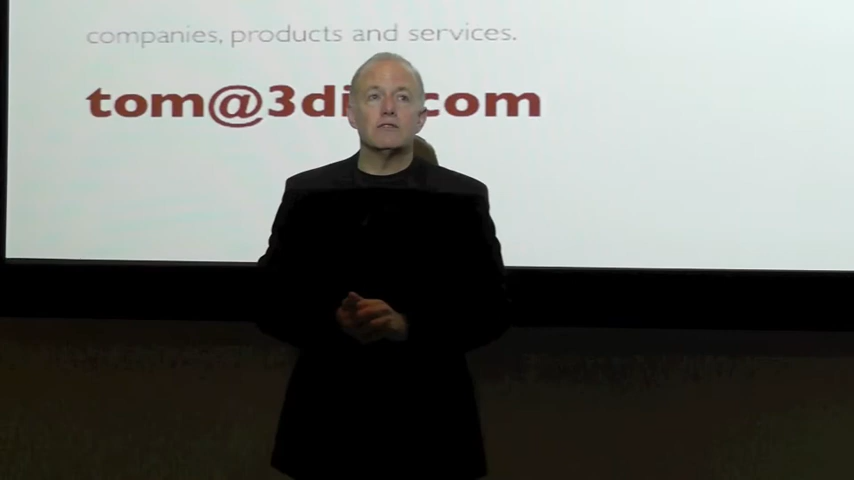 companies, products and services.
tom@3di com